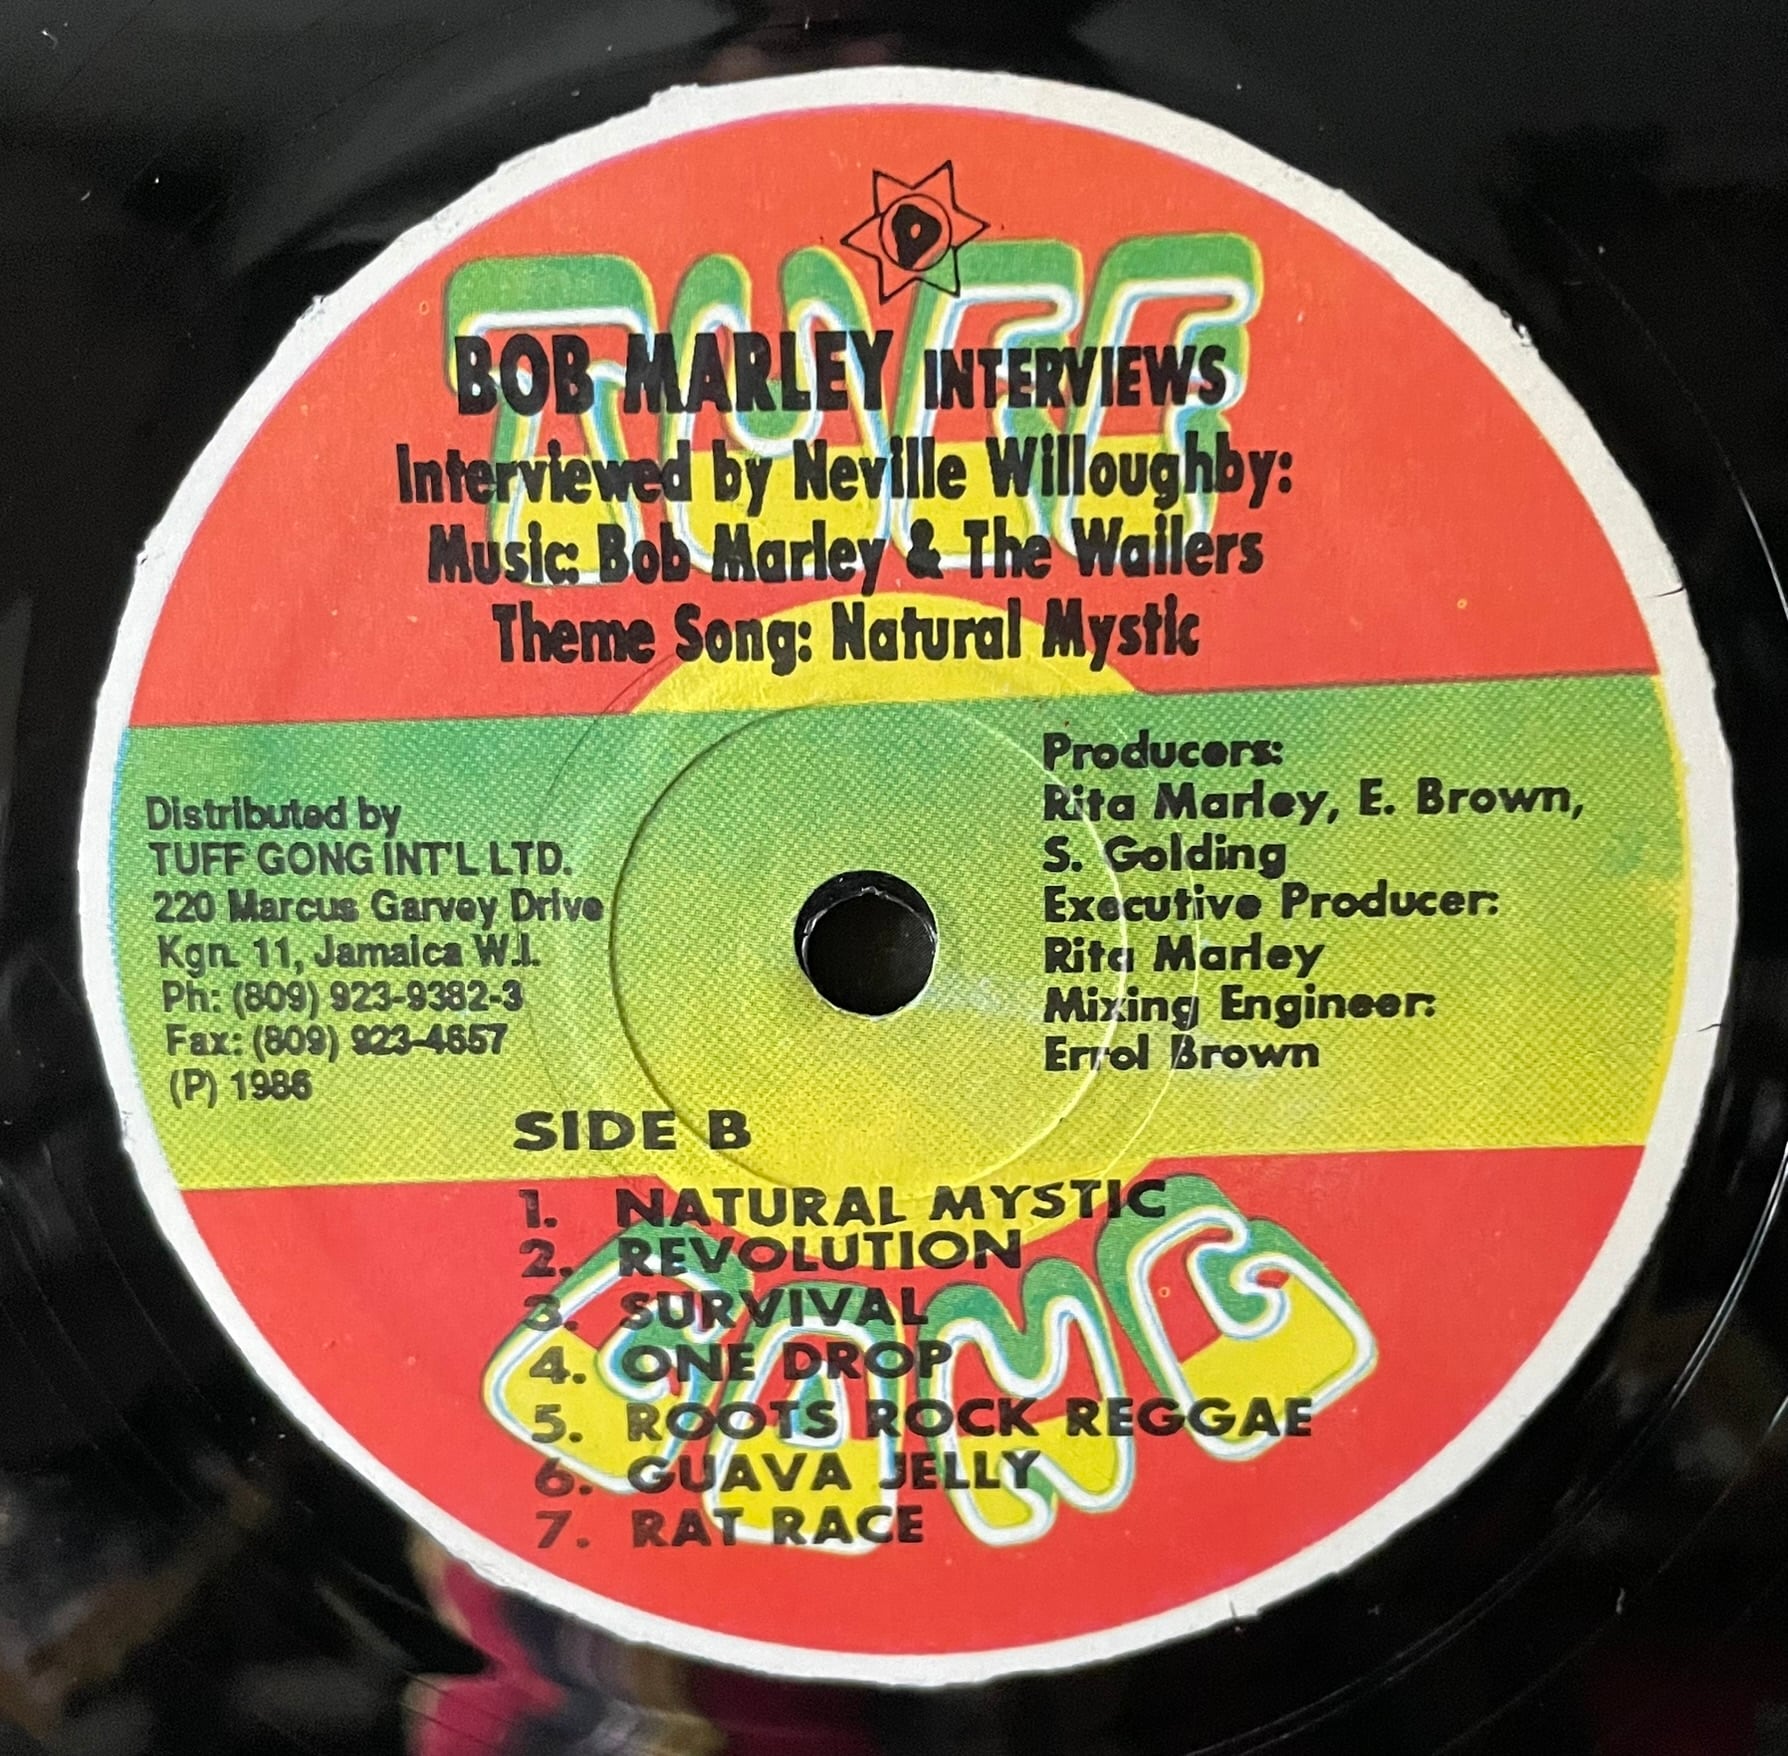 TUFF
BOB MARLEY INTERVIEWS
Interviewed by Neville Willoughby:
Music: Bob Marley & The Wailers
Theme Song: Natural Mystic
Distributed by
TUFF GONG INT'L LTD.
220 Marcus Garvey Drive
Kgn. 11, Jamaica W.I.
Ph: (809) 923-9382-3
Fax: (809) 923-4657
(P) 1986
Producers:
Rita Marley, E. Brown,
S. Golding
Executive Producer:
Rita Marley
Mixing Engineer:
Errol Brown
SIDE B
1. NATURAL MYSTIC
2. REVOLUTION
3. SURVIVAL
4. ONE DROP
5. ROOTS ROCK REGGAE
6. GUAVA JELLY
7. RAT RACE
GONG